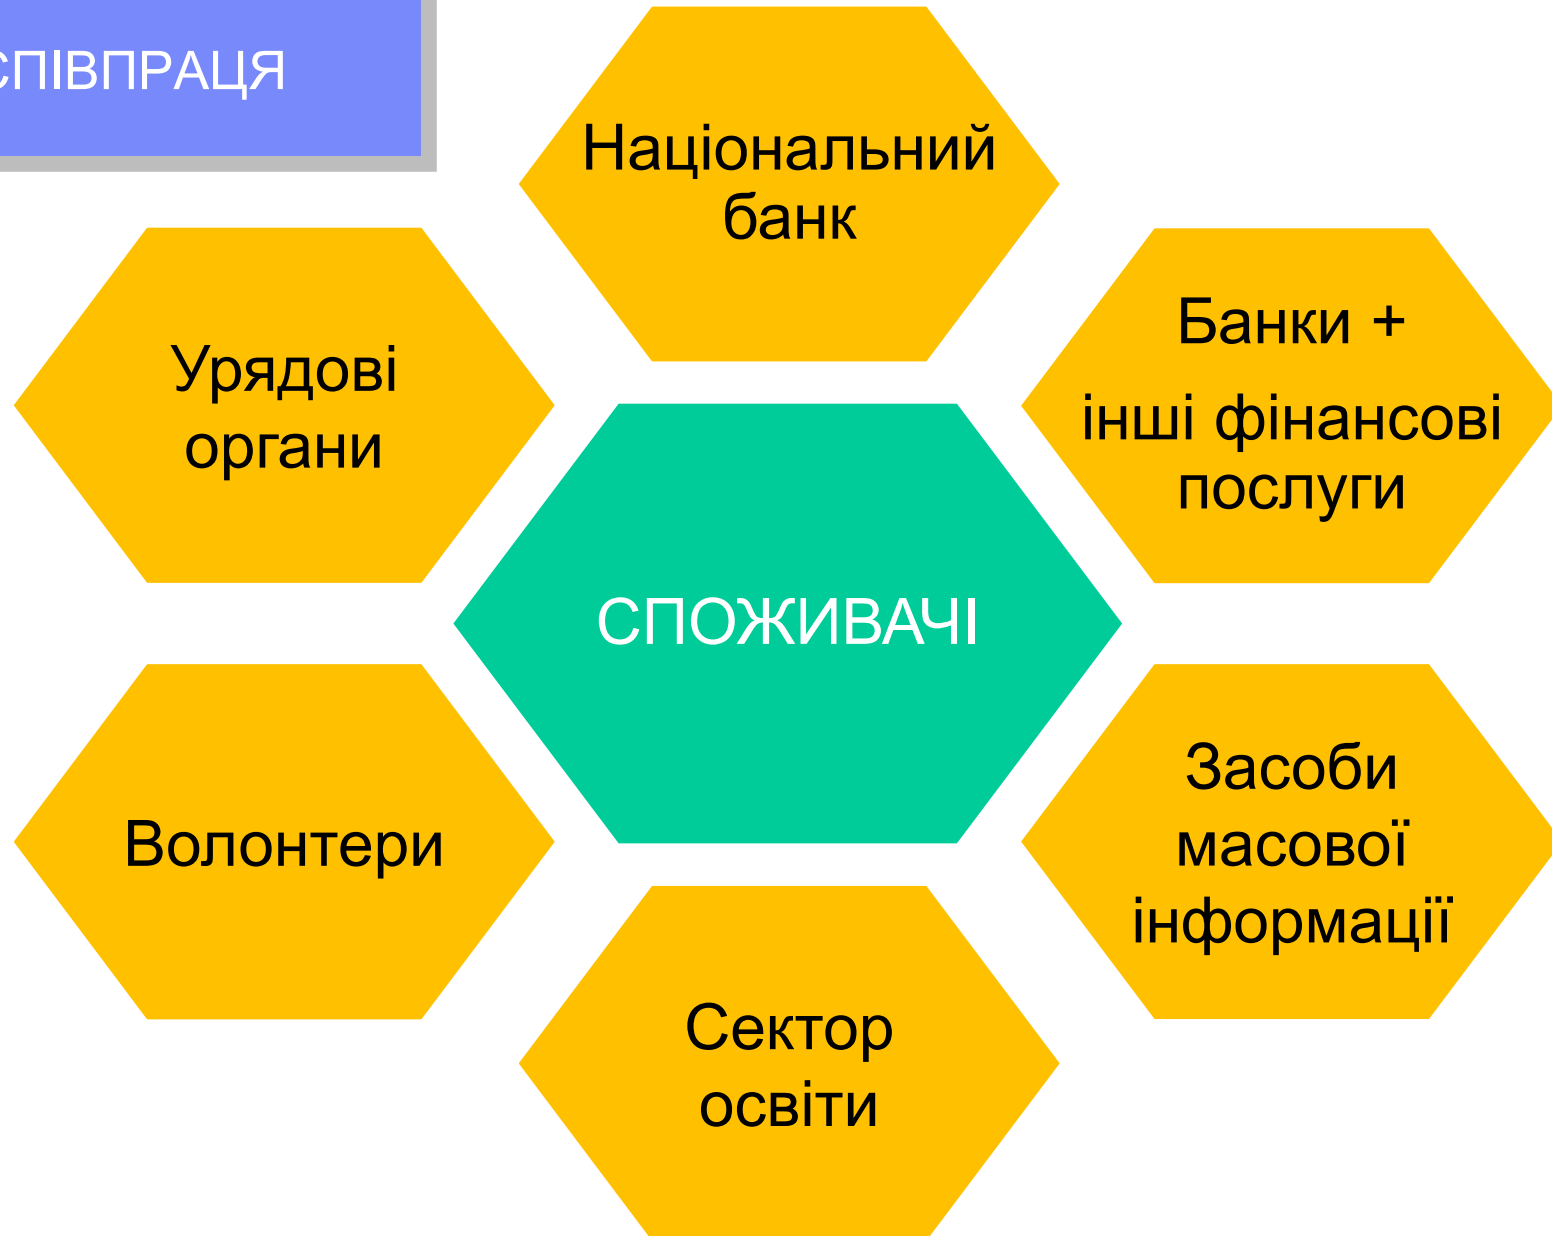 СПІВПРАЦЯ
Національний
банк
Банки +
інші фінансові
послуги
Урядові
органи
СПОЖИВАЧІ
Засоби
масової
інформації
Волонтери
Сектор
освіти